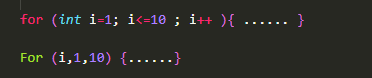 for (int i=1; i<=10 ; i++ ){ ...... }
For (i,1,10) {......}